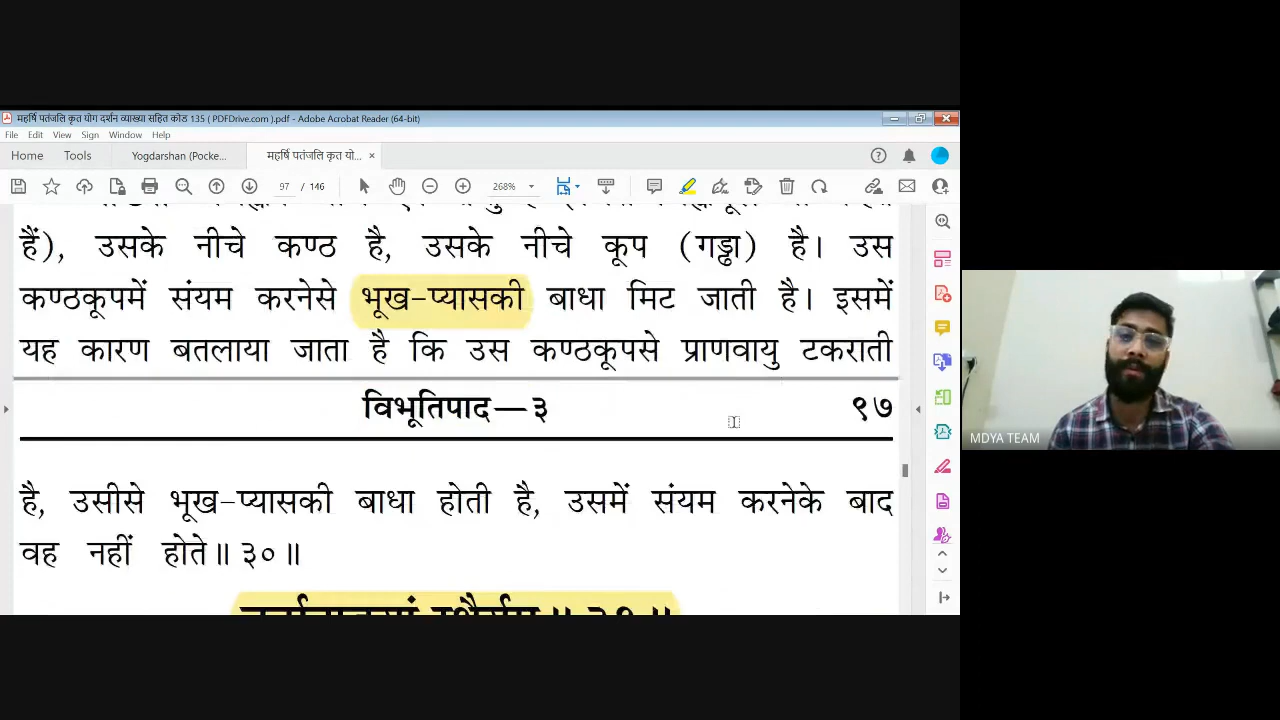 महर्षि पतंजलि कृत योग दर्शन व्याख्या सहित कोठ 135 ( PDFDrive.com ).pdf - Adobe Acrobat Reader (64-bit)
File Edit View Sign Window Help
Home Tools Yogdarshan (Pocke... महर्षि पतंजलि कृत यो... ×
97 / 146 268%
हैं), उसके नीचे कण्ठ है, उसके नीचे कूप (गड्ढा) है। उस
कण्ठकूपमें संयम करनेसे भूख-प्यासकी बाधा मिट जाती है। इसमें
यह कारण बतलाया जाता है कि उस कण्ठकूपसे प्राणवायु टकराती
विभूतिपाद—३ ९७
है, उसीसे भूख-प्यासकी बाधा होती है, उसमें संयम करनेके बाद
वह नहीं होते॥ ३०॥
MDYA TEAM